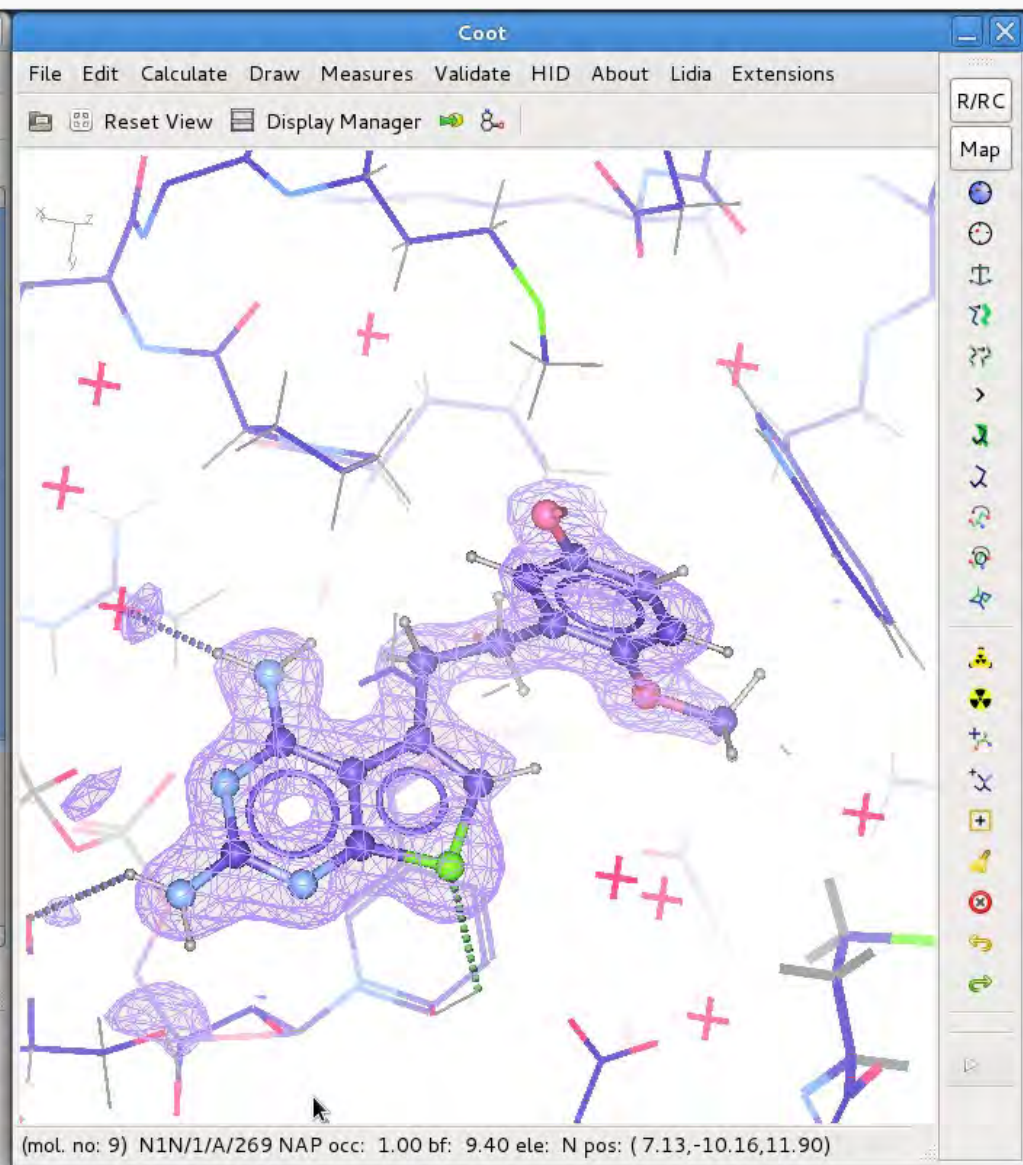 Coot
File Edit Calculate Draw Measures Validate HID About Lidia Extensions
Reset View Display Manager
R/RC
Map
X Z
y
(mol. no: 9) N1N/1/A/269 NAP occ: 1.00 bf: 9.40 ele: N pos: ( 7.13,-10.16,11.90)